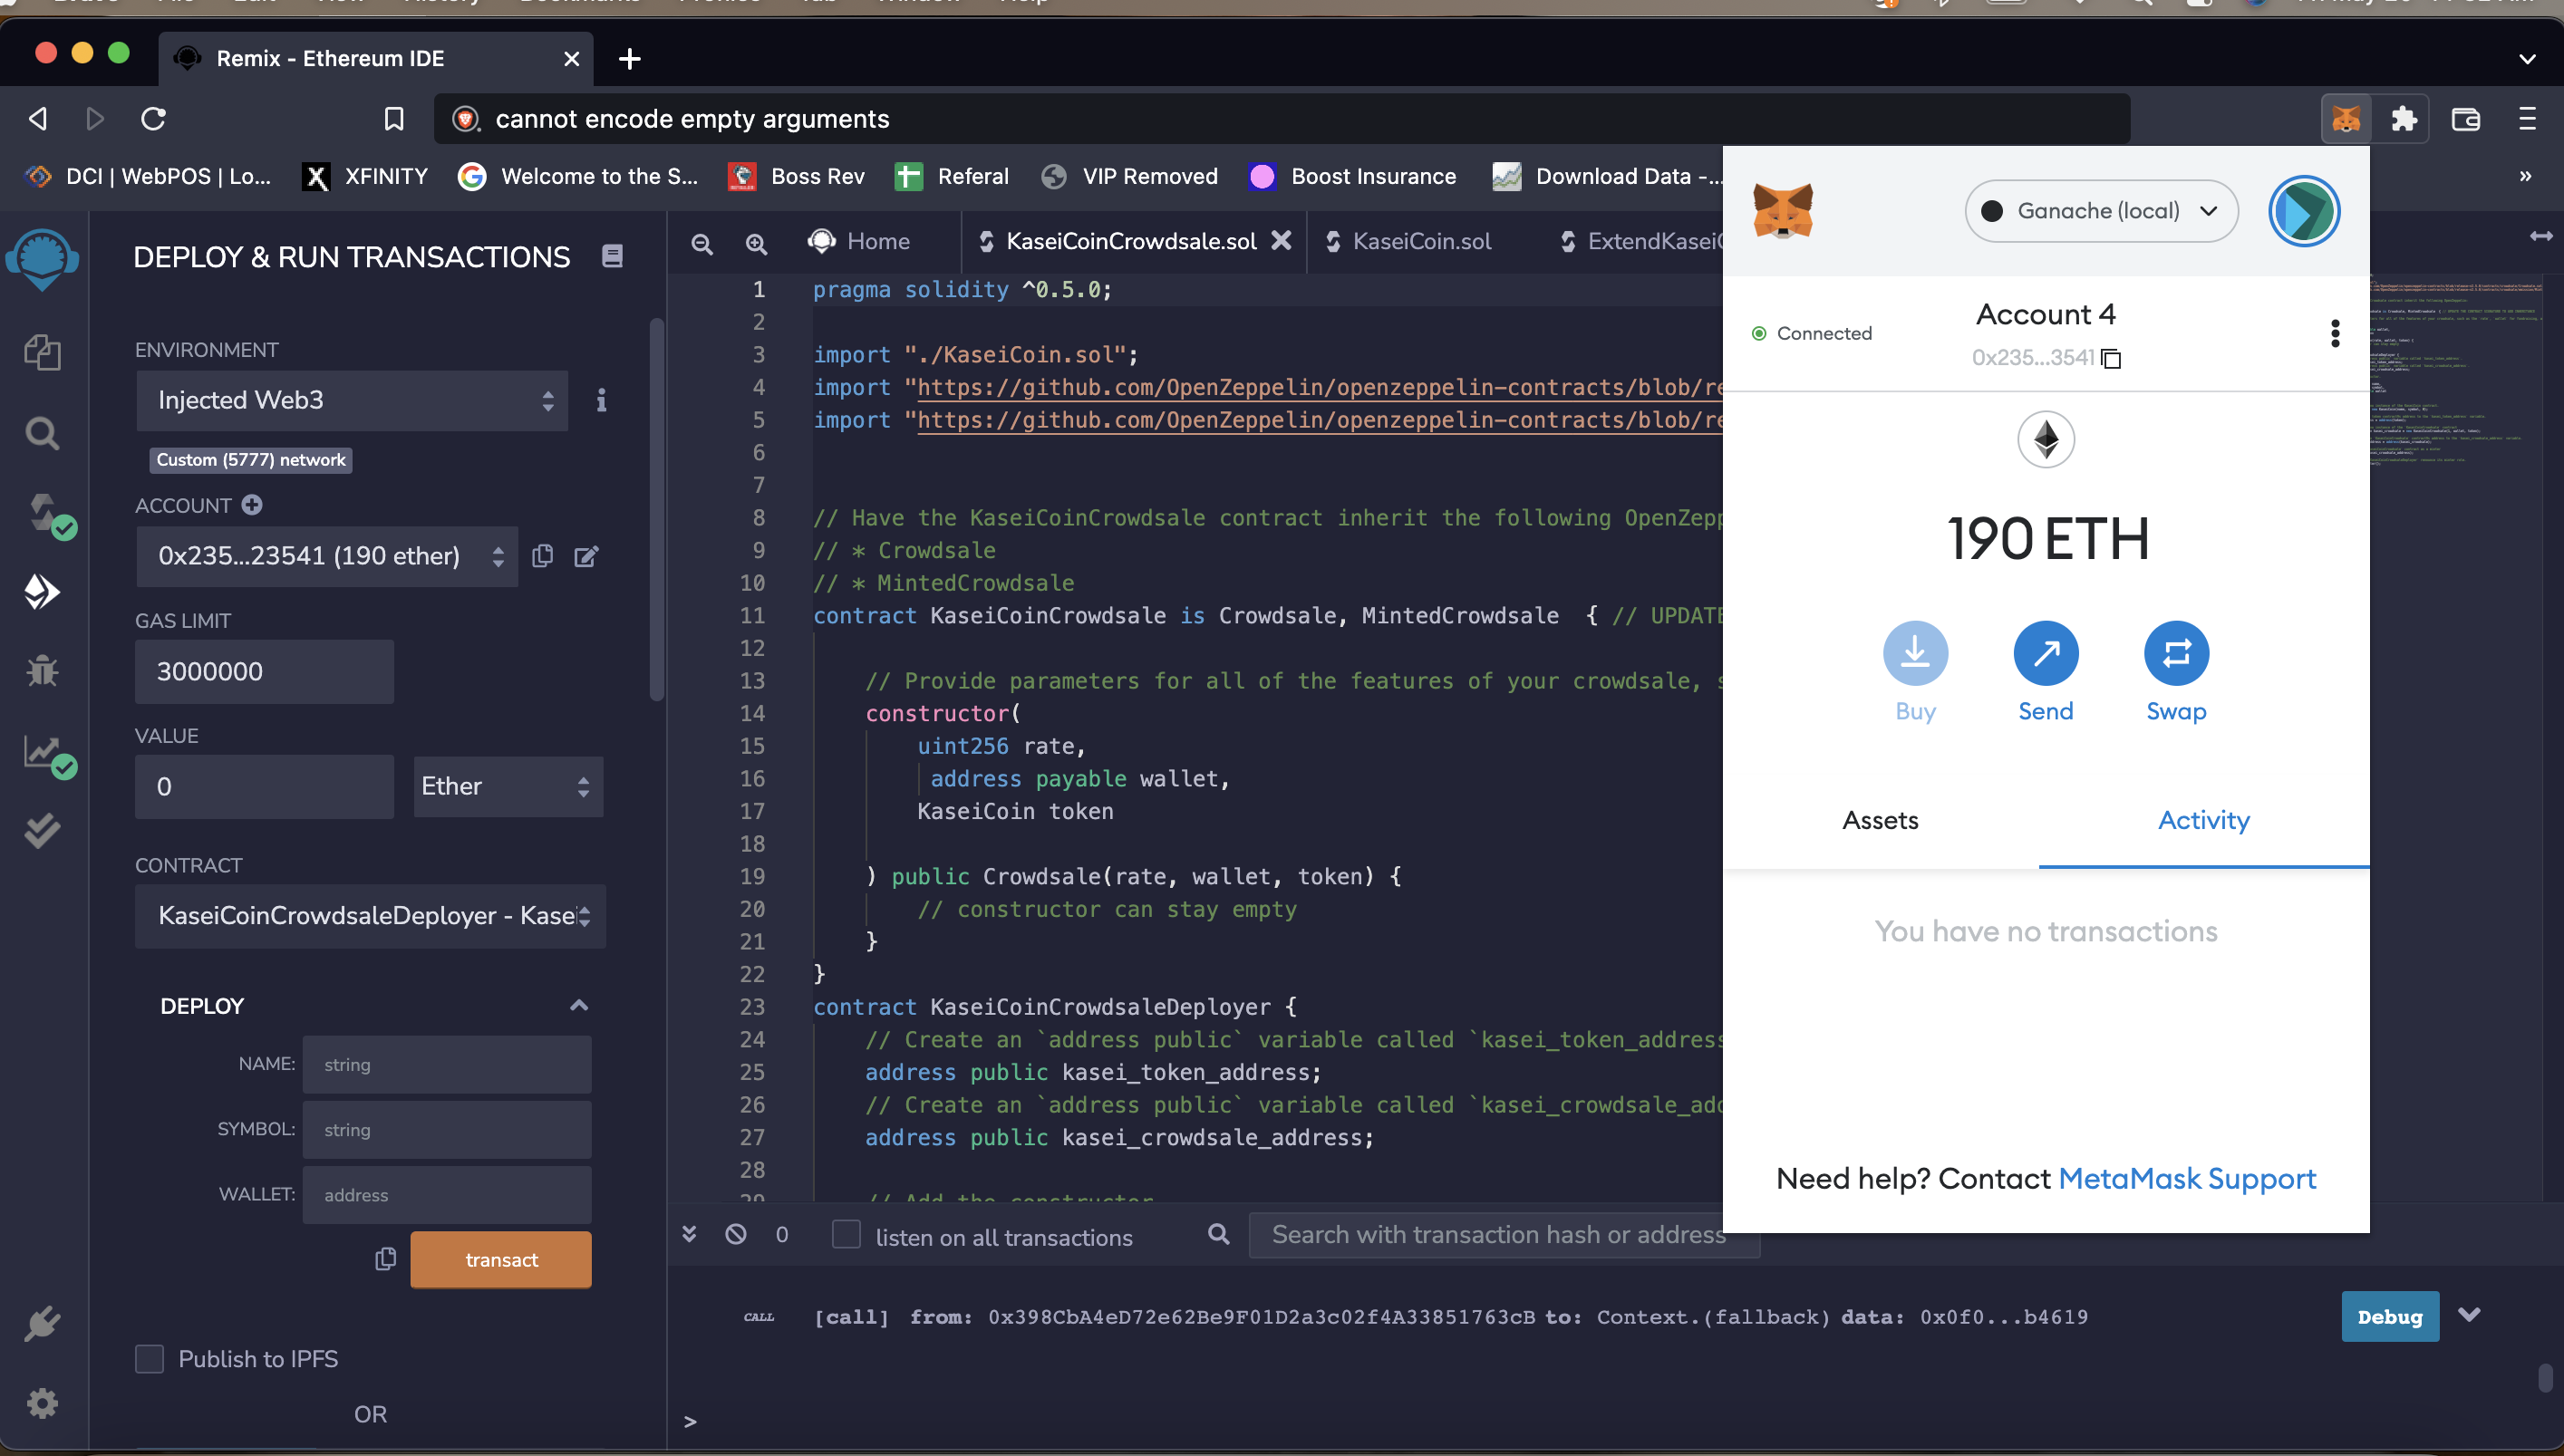 Remix - Ethereum IDE
cannot encode empty arguments
DCI | WebPOS | Lo...
XFINITY
Welcome to the S...
Boss Rev
Referal
VIP Removed
Boost Insurance
Download Data -...
»
DEPLOY & RUN TRANSACTIONS
ENVIRONMENT
Injected Web3
Custom (5777) network
ACCOUNT
0x235...23541 (190 ether)
GAS LIMIT
3000000
VALUE
0
Ether
CONTRACT
KaseiCoinCrowdsaleDeployer - Kasei
DEPLOY
NAME: string
SYMBOL: string
WALLET: address
transact
Publish to IPFS
OR
Home
KaseiCoinCrowdsale.sol
KaseiCoin.sol
ExtendKaseiC
1 pragma solidity ^0.5.0;
2
3 import "./KaseiCoin.sol";
4 import "https://github.com/OpenZeppelin/openzeppelin-contracts/blob/re
5 import "https://github.com/OpenZeppelin/openzeppelin-contracts/blob/re
6
7
8 // Have the KaseiCoinCrowdsale contract inherit the following OpenZepp
9 // * Crowdsale
10 // * MintedCrowdsale
11 contract KaseiCoinCrowdsale is Crowdsale, MintedCrowdsale  { // UPDATE
12
13 // Provide parameters for all of the features of your crowdsale, s
14 constructor(
15 uint256 rate,
16 address payable wallet,
17 KaseiCoin token
18
19 ) public Crowdsale(rate, wallet, token) {
20 // constructor can stay empty
21 }
22 }
23 contract KaseiCoinCrowdsaleDeployer {
24 // Create an `address public` variable called `kasei_token_address
25 address public kasei_token_address;
26 // Create an `address public` variable called `kasei_crowdsale_add
27 address public kasei_crowdsale_address;
28
29 // Add the constructor
0
listen on all transactions
Search with transaction hash or address
CALL [call] from: 0x398CbA4eD72e62Be9F01D2a3c02f4A33851763cB to: Context.(fallback) data: 0x0f0...b4619
Debug
>
Ganache (local)
Connected
Account 4
0x235...3541
190 ETH
Buy
Send
Swap
Assets
Activity
You have no transactions
Need help? Contact MetaMask Support